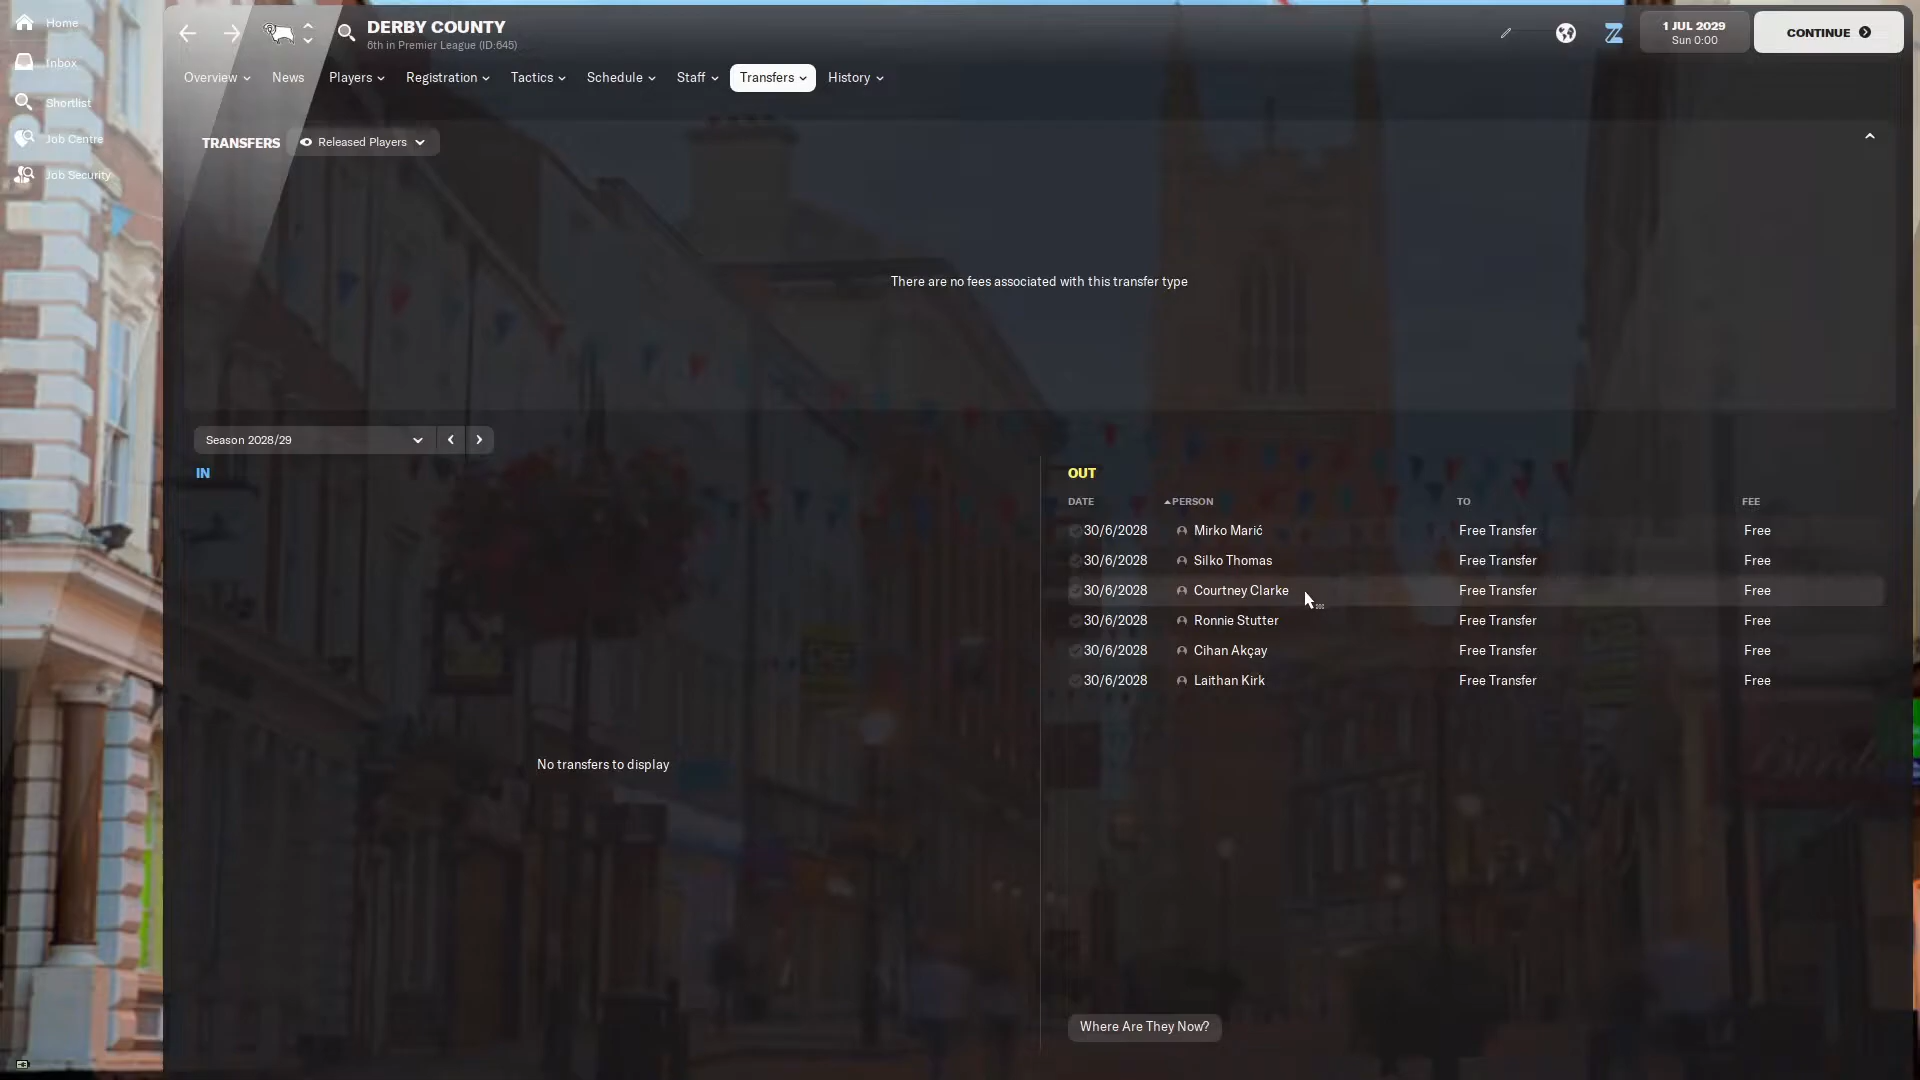 Home
Inbox
Shortlist
Job Centre
Job Security
DERBY COUNTY
6th in Premier League (ID:645)
1 JUL 2029
Sun 0:00
CONTINUE
Overview
News
Players
Registration
Tactics
Schedule
Staff
Transfers
History
TRANSFERS
Released Players
There are no fees associated with this transfer type
Season 2028/29
IN
No transfers to display
OUT
DATE PERSON TO FEE
30/6/2028 Mirko Marić Free Transfer Free
30/6/2028 Silko Thomas Free Transfer Free
30/6/2028 Courtney Clarke Free Transfer Free
30/6/2028 Ronnie Stutter Free Transfer Free
30/6/2028 Cihan Akçay Free Transfer Free
30/6/2028 Laithan Kirk Free Transfer Free
Where Are They Now?